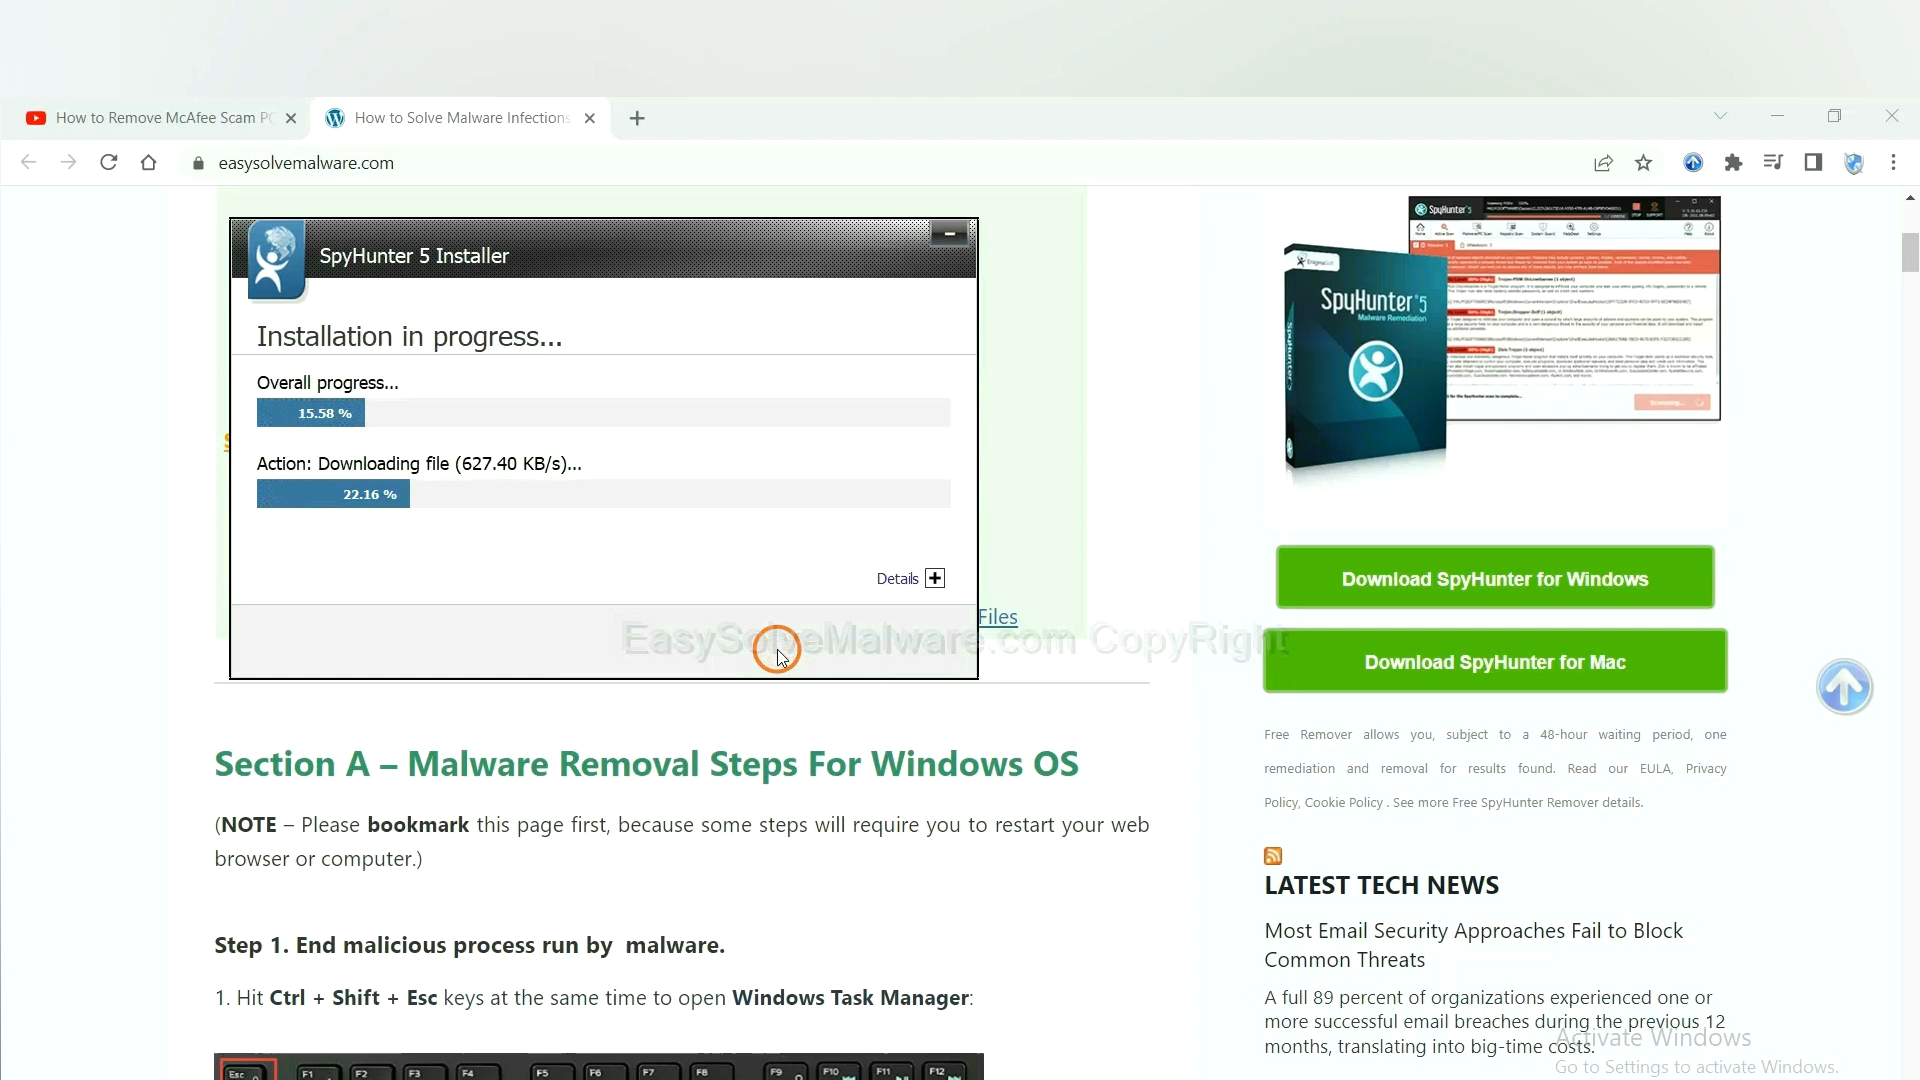 How to Remove McAfee Scam PC
How to Solve Malware Infections
easysolvemalware.com
SpyHunter 5 Installer
Installation in progress...
Overall progress...
15.58 %
Action: Downloading file (627.40 KB/s)...
22.16 %
Details
Files
EasySolveMalware.com CopyRight
Section A – Malware Removal Steps For Windows OS
(NOTE – Please bookmark this page first, because some steps will require you to restart your web
browser or computer.)
Step 1. End malicious process run by malware.
1. Hit Ctrl + Shift + Esc keys at the same time to open Windows Task Manager:
Esc F1 F2 F3 F4 F5 F6 F7 F8 F9 F10 F11 F12
SpyHunter 5
EnigmaSoft
SpyHunter 5
Malware Remediation
Download SpyHunter for Windows
Download SpyHunter for Mac
Free Remover allows you, subject to a 48-hour waiting period, one
remediation and removal for results found. Read our EULA, Privacy
Policy, Cookie Policy . See more Free SpyHunter Remover details.
LATEST TECH NEWS
Most Email Security Approaches Fail to Block
Common Threats
A full 89 percent of organizations experienced one or
more successful email breaches during the previous 12
months, translating into big-time costs.
Activate Windows
Go to Settings to activate Windows.